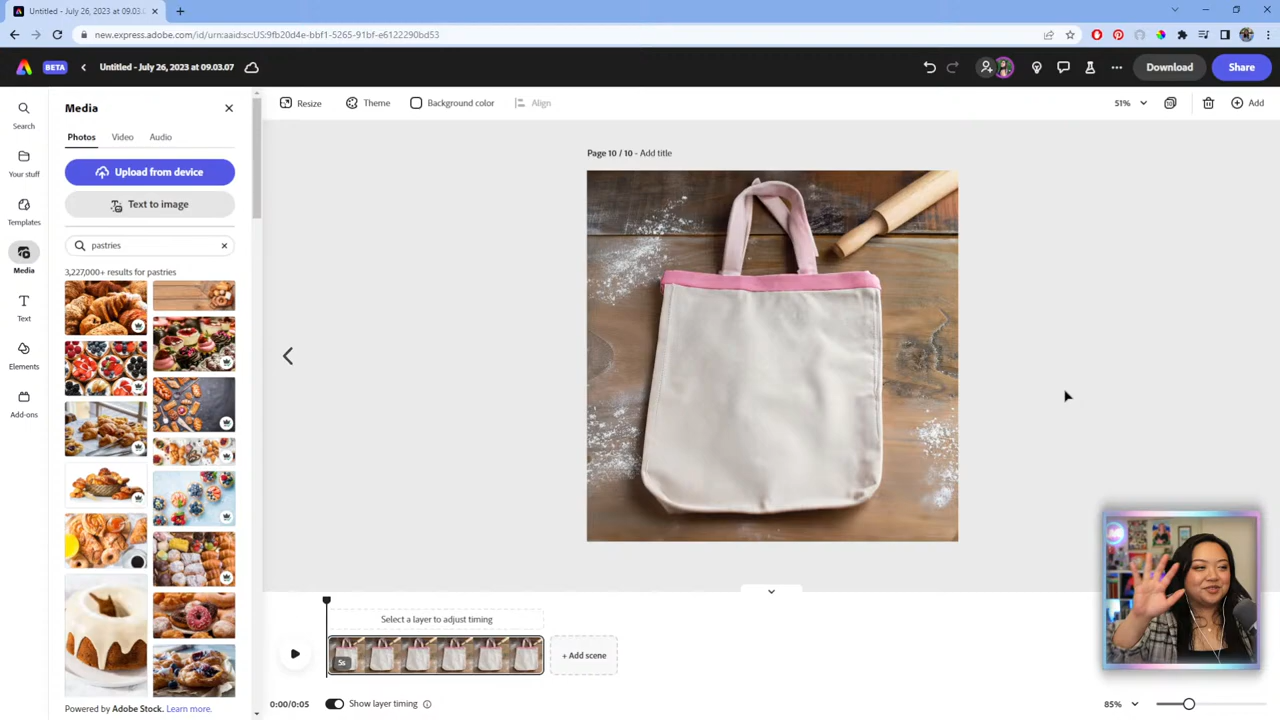 Untitled - July 26, 2023 at 09.03.0
new.express.adobe.com/id/urn:aaid:sc:US:9fb20d4e-bbf1-5265-91bf-e6112290bd53
BETA
Untitled - July 26, 2023 at 09.03.07
Download
Share
Media
Resize
Theme
Background color
Align
51%
Add
Search
Photos
Video
Audio
Page 10 / 10 - Add title
Your stuff
Upload from device
Text to image
Templates
pastries
Media
3,227,000+ results for pastries
Text
Elements
Add-ons
Select a layer to adjust timing
5s
+ Add scene
0:00/0:05
Show layer timing
85%
Powered by Adobe Stock. Learn more.